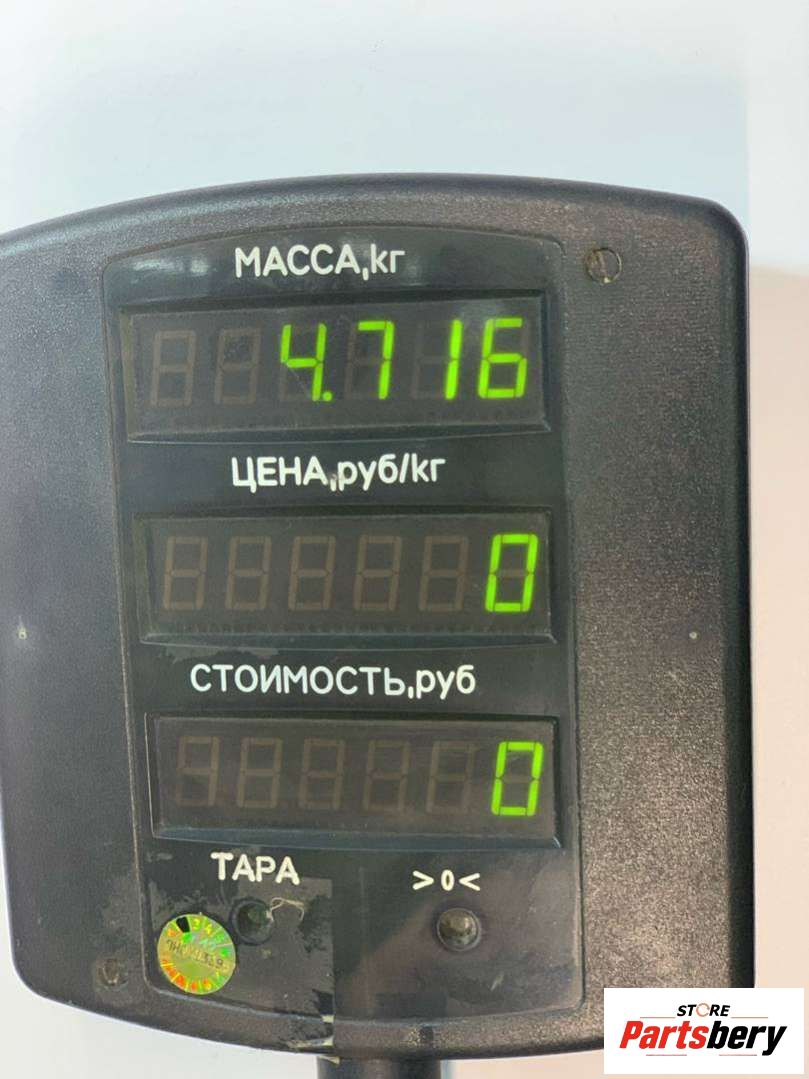 МАССА,кг
4.716
ЦЕНА,руб/кг
0
СТОИМОСТЬ,руб
0
ТАРА >0<
STORE
Partsbery